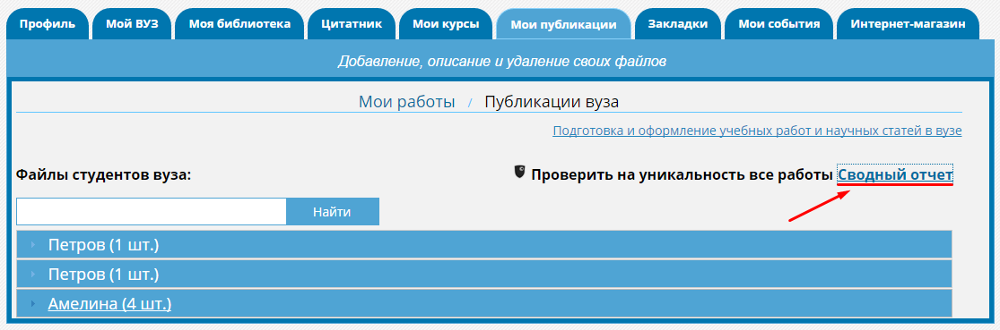 Профиль Мой ВУЗ Моя библиотека Цитатник Мои курсы Мои публикации Закладки Мои события Интернет-магазин
Добавление, описание и удаление своих файлов
Мои работы / Публикации вуза
Подготовка и оформление учебных работ и научных статей в вузе
Файлы студентов вуза: Проверить на уникальность все работы Сводный отчет
Найти
Петров (1 шт.)
Петров (1 шт.)
Амелина (4 шт.)